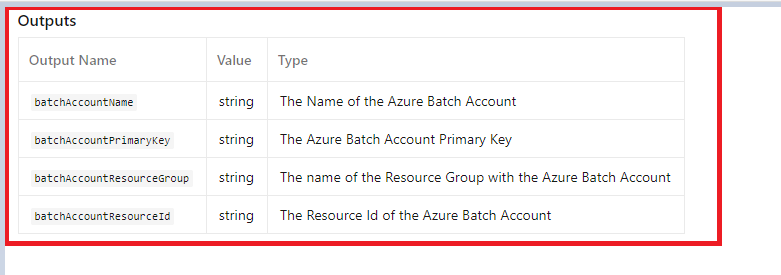 Outputs
Output Name Value Type
batchAccountName string The Name of the Azure Batch Account
batchAccountPrimaryKey string The Azure Batch Account Primary Key
batchAccountResourceGroup string The name of the Resource Group with the Azure Batch Account
batchAccountResourceId string The Resource Id of the Azure Batch Account